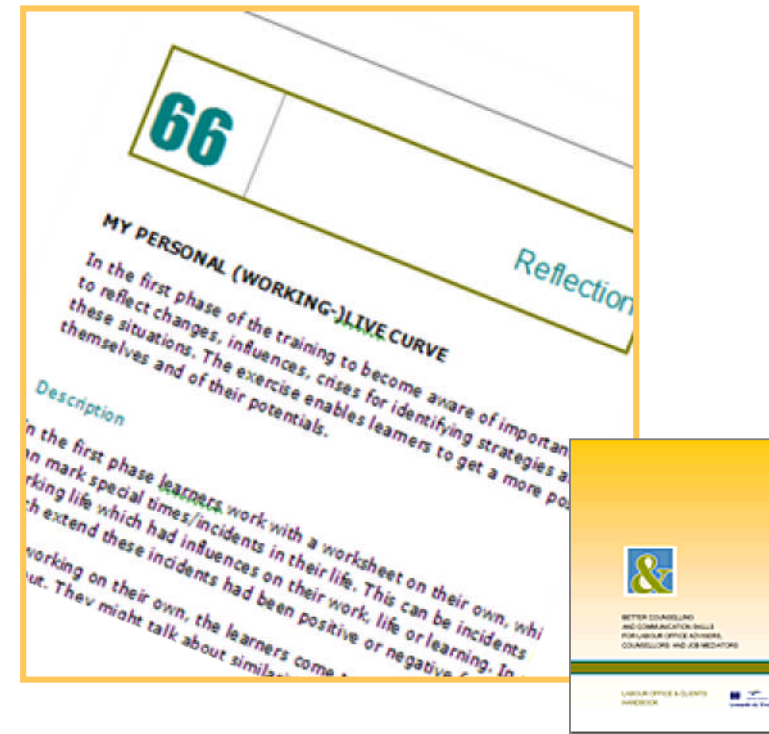 66
Reflection
MY PERSONAL (WORKING-)LIVE CURVE
In the first phase of the training to become aware of importan
to reflect changes, influences, crises for identifying strategies a
these situations. The exercise enables learners to get a more pos
themselves and of their potentials.
Description
n the first phase learners work with a worksheet on their own, whi
an mark special times/incidents in their life. This can be incidents
rking life which had influences on their work, life or learning. In
ch extend these incidents had been positive or negative
working on their own, the learners come
out. They might talk about
&
BETTER COUNSELLING
AND COMMUNICATION SKILLS
FOR LABOUR OFFICE ADVISERS,
COUNSELLORS AND JOB MEDIATORS
LABOUR OFFICE & CLIENTS
HANDBOOK